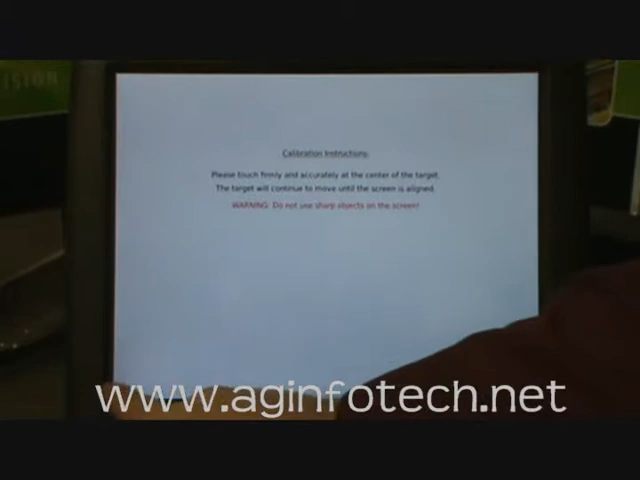 ISION
Calibration Instructions:
Please touch firmly and accurately at the center of the target.
The target will continue to move until the screen is aligned.
WARNING: Do not use sharp objects on the screen!
www.aginfotech.net